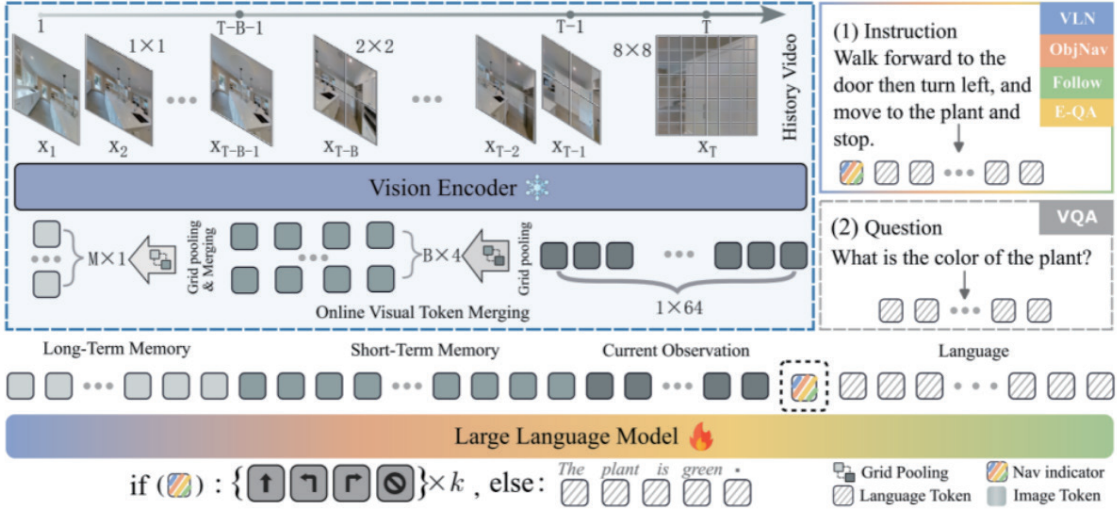 1
T-B-1
T-1
T
1×1
2×2
8×8
History Video
X1
X2
XT-B-1
XT-B
XT-2
XT-1
XT
Vision Encoder
M×1
Grid pooling
& Merging
B×4
Grid pooling
1×64
Online Visual Token Merging
(1) Instruction
Walk forward to the
door then turn left, and
move to the plant and
stop.
VLN
ObjNav
Follow
E-QA
(2) Question
What is the color of the plant?
VQA
Long-Term Memory
Short-Term Memory
Current Observation
Language
Large Language Model
if ( ) : { }×k , else:
The plant is green .
Grid Pooling
Nav indicator
Language Token
Image Token